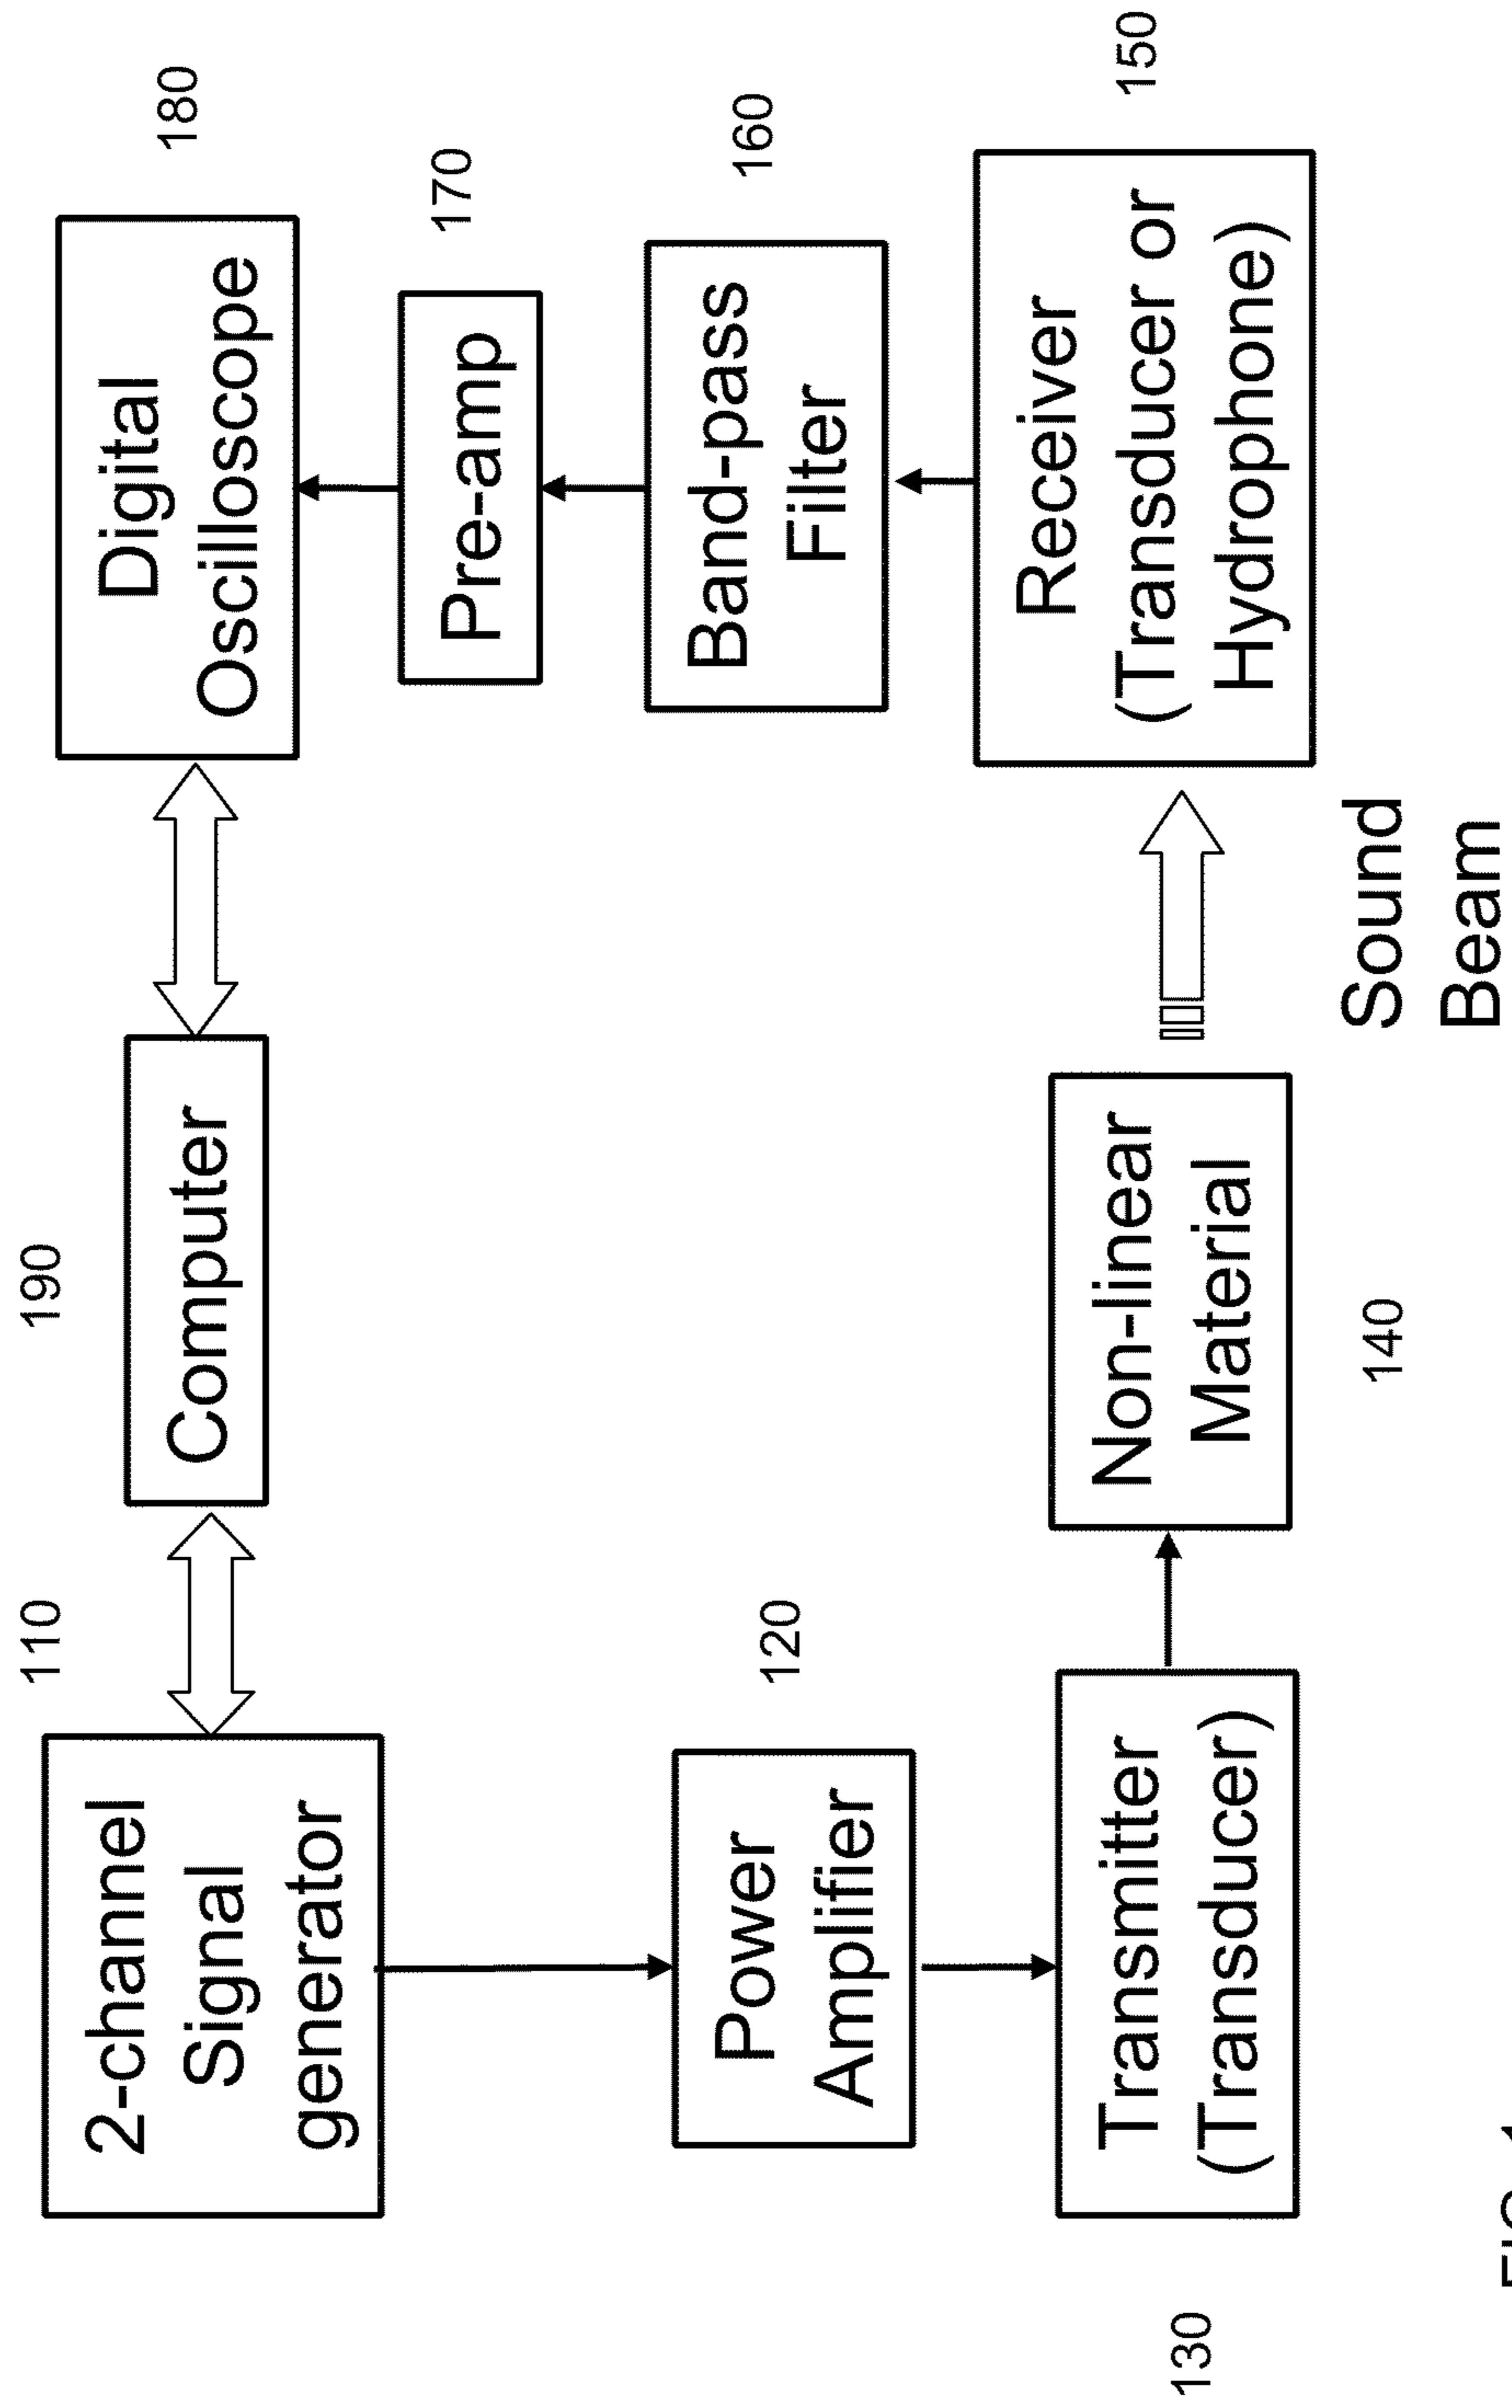 110
190
180
2-channel
Signal
generator
Computer
Digital
Oscilloscope
170
Pre-amp
120
Power
Amplifier
160
Band-pass
Filter
130
Transmitter
(Transducer)
Non-linear
Material
140
Sound
Beam
Receiver
(Transducer or
Hydrophone)
150